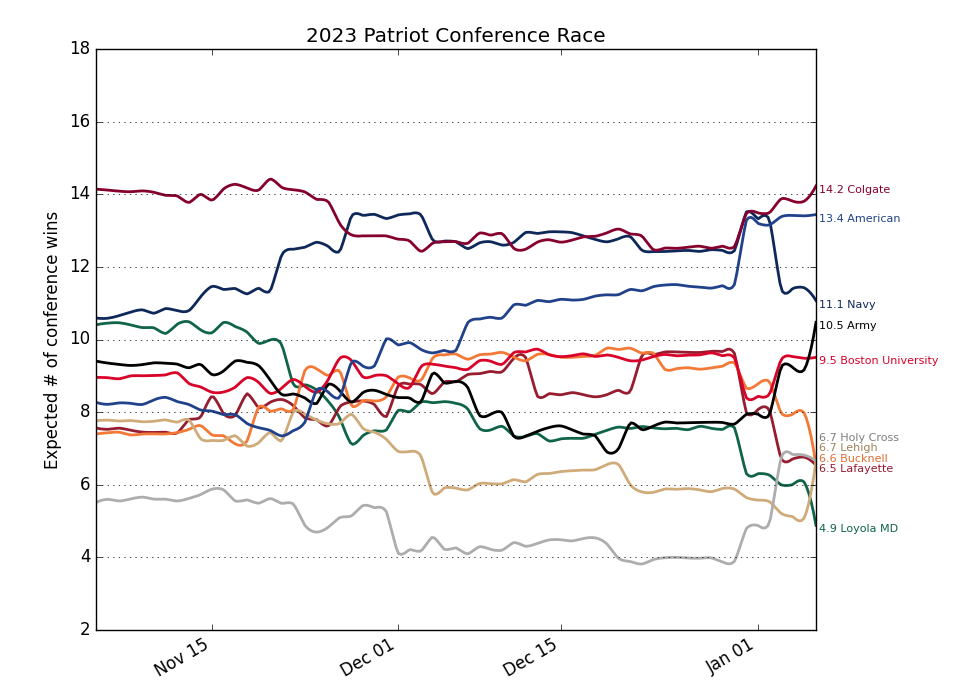 2023 Patriot Conference Race
Expected # of conference wins
18
16
14
12
10
8
6
4
2
Nov 15
Dec 01
Dec 15
Jan 01
14.2 Colgate
13.4 American
11.1 Navy
10.5 Army
9.5 Boston University
6.7 Holy Cross
6.7 Lehigh
6.6 Bucknell
6.5 Lafayette
4.9 Loyola MD